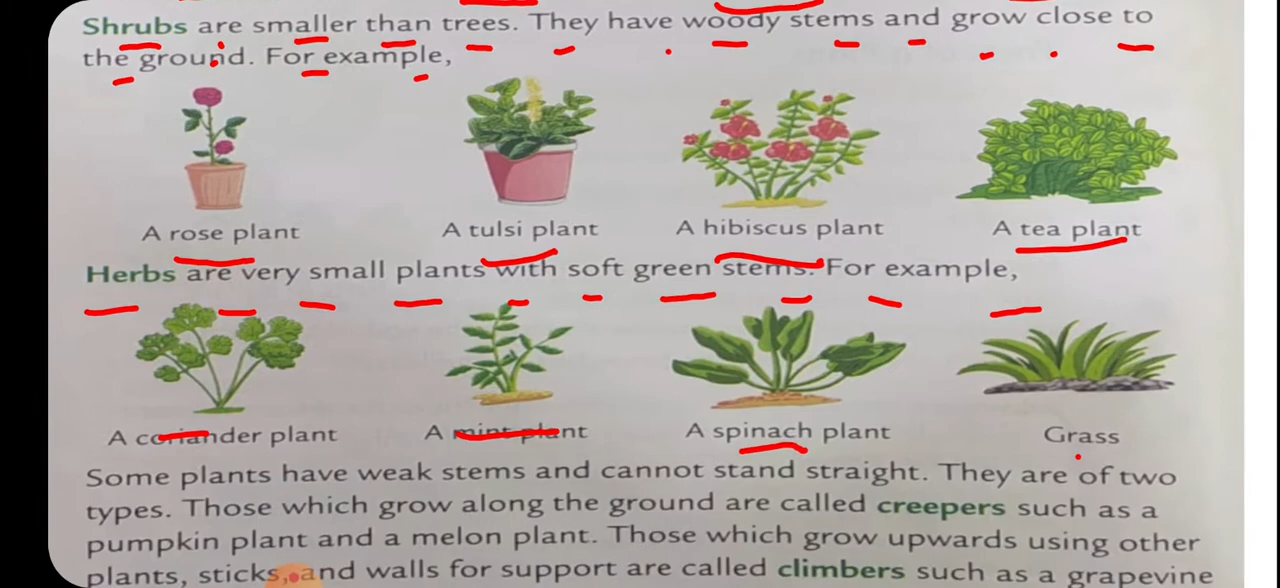 Shrubs are smaller than trees. They have woody stems and grow close to
the ground. For example,
A rose plant
A tulsi plant
A hibiscus plant
A tea plant
Herbs are very small plants with soft green stems. For example,
A coriander plant
A mint plant
A spinach plant
Grass
Some plants have weak stems and cannot stand straight. They are of two
types. Those which grow along the ground are called creepers such as a
pumpkin plant and a melon plant. Those which grow upwards using other
plants, sticks, and walls for support are called climbers such as a grapevine